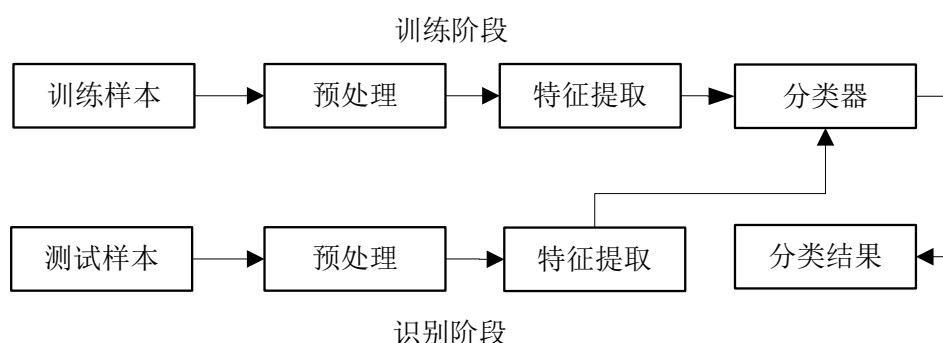 训练阶段
训练样本
预处理
特征提取
分类器
测试样本
预处理
特征提取
分类结果
识别阶段